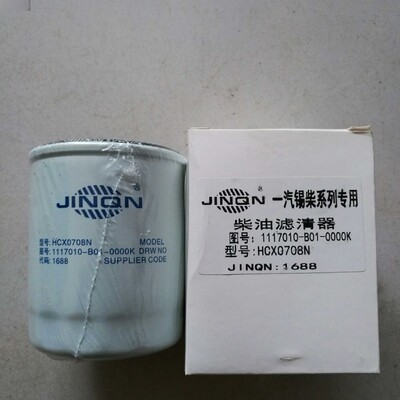 JINQN ®
型号:HCX0708N MODEL
图号:1117010-B01-0000K DRW NO
代码:1688 SUPPLIER CODE
JINQN ® 一汽锡柴系列专用
柴油滤清器
图号:1117010-B01-0000K
型号:HCX0708N
JINQN:1688